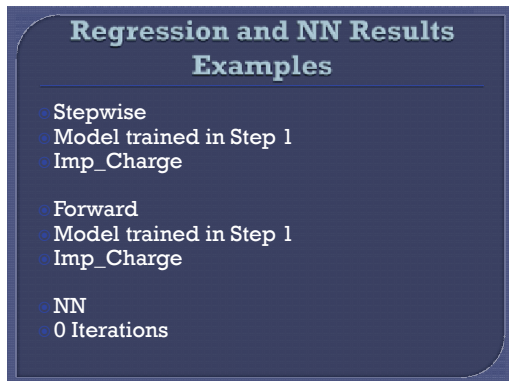 Regression and NN Results
Examples
Stepwise
Model trained in Step 1
Imp_Charge
Forward
Model trained in Step 1
Imp_Charge
NN
0 Iterations